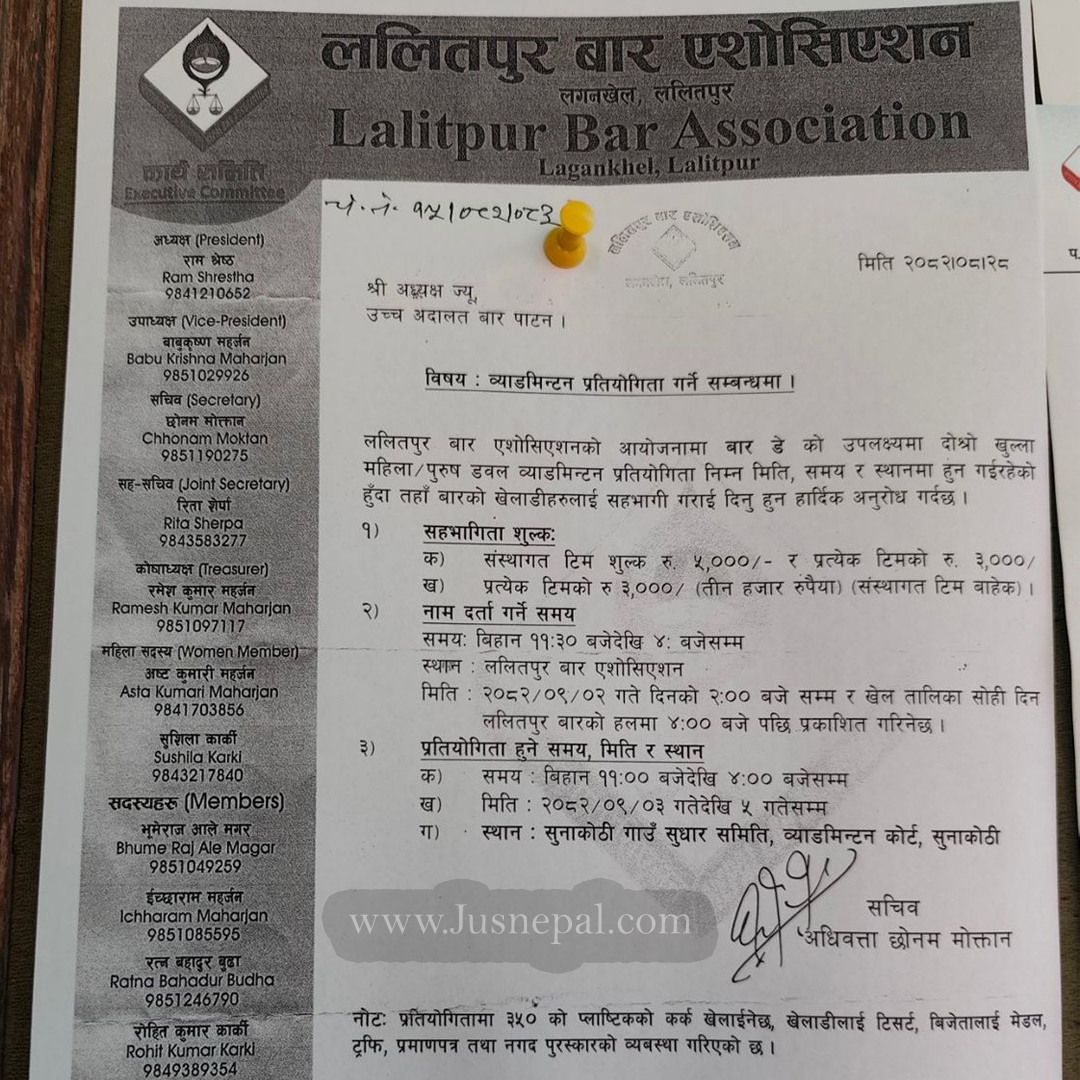 ललितपुर बार एशोसिएशन
लगनखेल, ललितपुर
Lalitpur Bar Association
Lagankhel, Lalitpur
कार्य समिति
Executive Committee
अध्यक्ष (President)
राम श्रेष्ठ
Ram Shrestha
9841210652
उपाध्यक्ष (Vice-President)
बाबुकृष्ण महर्जन
Babu Krishna Maharjan
9851029926
सचिव (Secretary)
छोनम मोक्तान
Chhonam Moktan
9851190275
सह-सचिव (Joint Secretary)
रिता शेर्पा
Rita Sherpa
9843583277
कोषाध्यक्ष (Treasurer)
रमेश कुमार महर्जन
Ramesh Kumar Maharjan
9851097117
महिला सदस्य (Women Member)
अष्ट कुमारी महर्जन
Asta Kumari Maharjan
9841703856
सुशिला कार्की
Sushila Karki
9843217840
सदस्यहरू (Members)
भूमेराज आले मगर
Bhume Raj Ale Magar
9851049259
ईच्छाराम महर्जन
Ichharam Maharjan
9851085595
रत्न बहादुर बुढा
Ratna Bahadur Budha
9851246790
रोहित कुमार कार्की
Rohit Kumar Karki
9849389354
च. नं.
ललितपुर बार एशोसिएशन
ललितपुर
मिति २०८२।०८।२८
श्री अध्यक्ष ज्यू,
उच्च अदालत बार पाटन ।
विषय : व्याडमिन्टन प्रतियोगिता गर्ने सम्बन्धमा ।
ललितपुर बार एशोसिएशनको आयोजनामा बार डे को उपलक्ष्यमा दोश्रो खुल्ला
महिला/पुरुष डवल व्याडमिन्टन प्रतियोगिता निम्न मिति, समय र स्थानमा हुन गईरहेको
हुँदा तहाँ बारको खेलाडीहरुलाई सहभागी गराई दिनु हुन हार्दिक अनुरोध गर्दछ ।
१) सहभागिता शुल्कः
क) संस्थागत टिम शुल्क रु. ५,०००/- र प्रत्येक टिमको रु. ३,०००/
ख) प्रत्येक टिमको रु ३,०००/ (तीन हजार रुपैया) (संस्थागत टिम बाहेक) ।
२) नाम दर्ता गर्ने समय
समयः बिहान ११:३० बजेदेखि ४: बजेसम्म
स्थान : ललितपुर बार एशोसिएशन
मिति : २०८२/०९/०२ गते दिनको २:०० बजे सम्म र खेल तालिका सोही दिन
ललितपुर बारको हलमा ४:०० बजे पछि प्रकाशित गरिनेछ ।
३) प्रतियोगिता हुने समय, मिति र स्थान
क) समय : बिहान ११:०० बजेदेखि ४:०० बजेसम्म
ख) मिति : २०८२/०९/०३ गतेदेखि ५ गतेसम्म
ग) स्थान : सुनाकोठी गाउँ सुधार समिति, व्याडमिन्टन कोर्ट, सुनाकोठी
www.Jusnepal.com
सचिव
अधिवत्ता छोनम मोक्तान
नोटः प्रतियोगितामा ३५० को प्लाष्टिकको कर्क खेलाईनेछ, खेलाडीलाई टिसर्ट, बिजेतालाई मेडल,
ट्रफि, प्रमाणपत्र तथा नगद पुरस्कारको व्यबस्था गरिएको छ ।